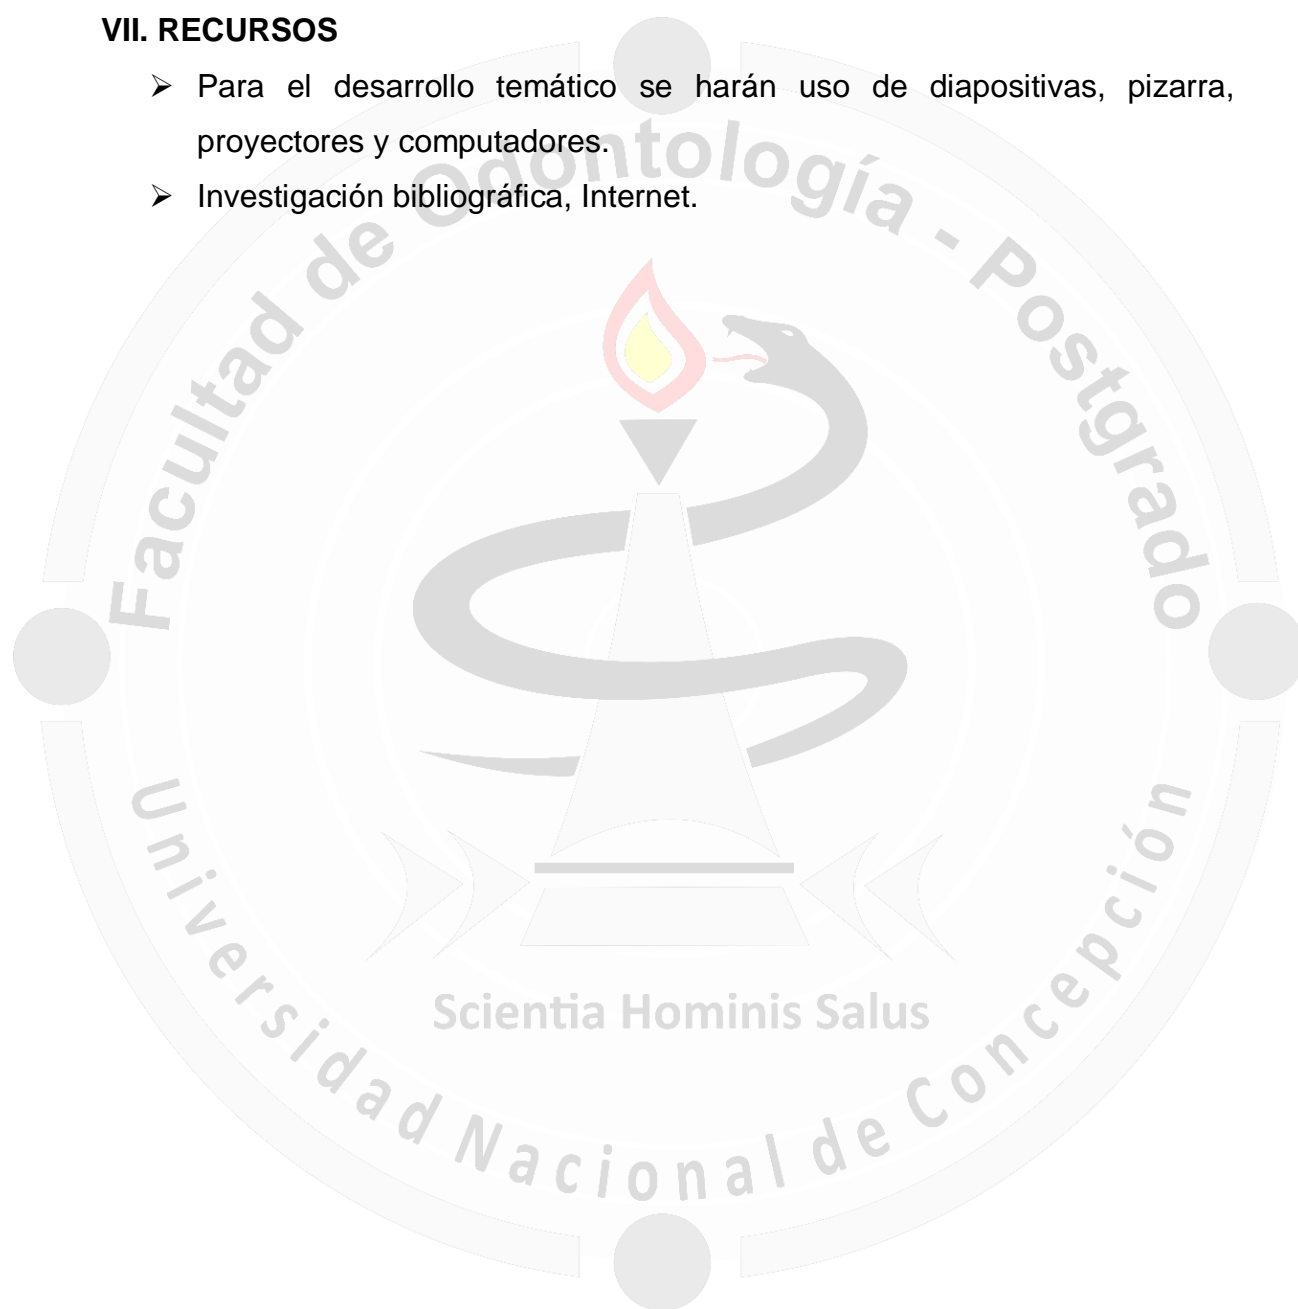 VII. RECURSOS
➢ Para el desarrollo temático se harán uso de diapositivas, pizarra,
proyectores y computadores.
➢ Investigación bibliográfica, Internet.
Facultad de Odontología - Postgrado
Scientia Hominis Salus
Universidad Nacional de Concepción